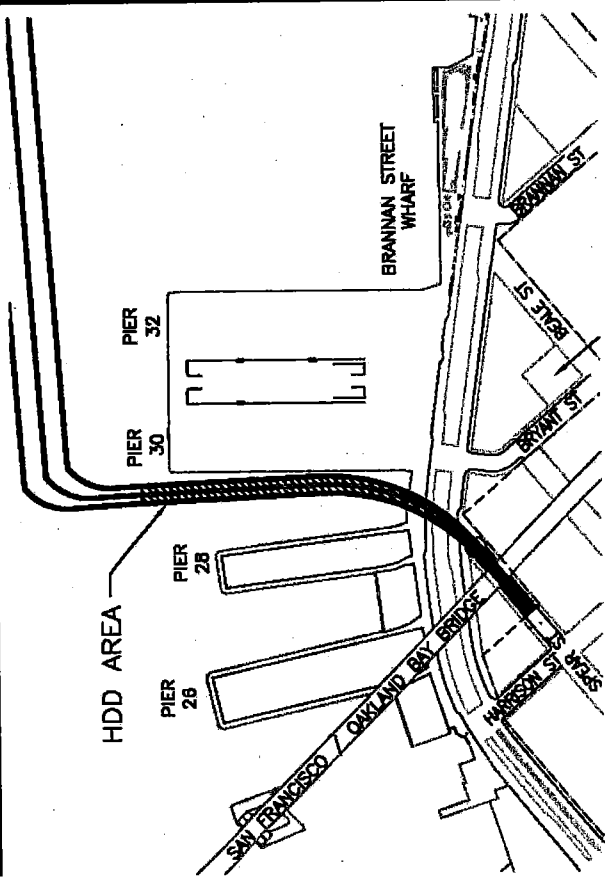 HDD AREA
PIER
26
PIER
28
PIER
30
PIER
32
BRANNAN STREET
WHARF
SAN FRANCISCO / OAKLAND BAY BRIDGE
HARRISON ST
SPEAR ST
BRYANT ST
BEALE ST
BRANNAN ST